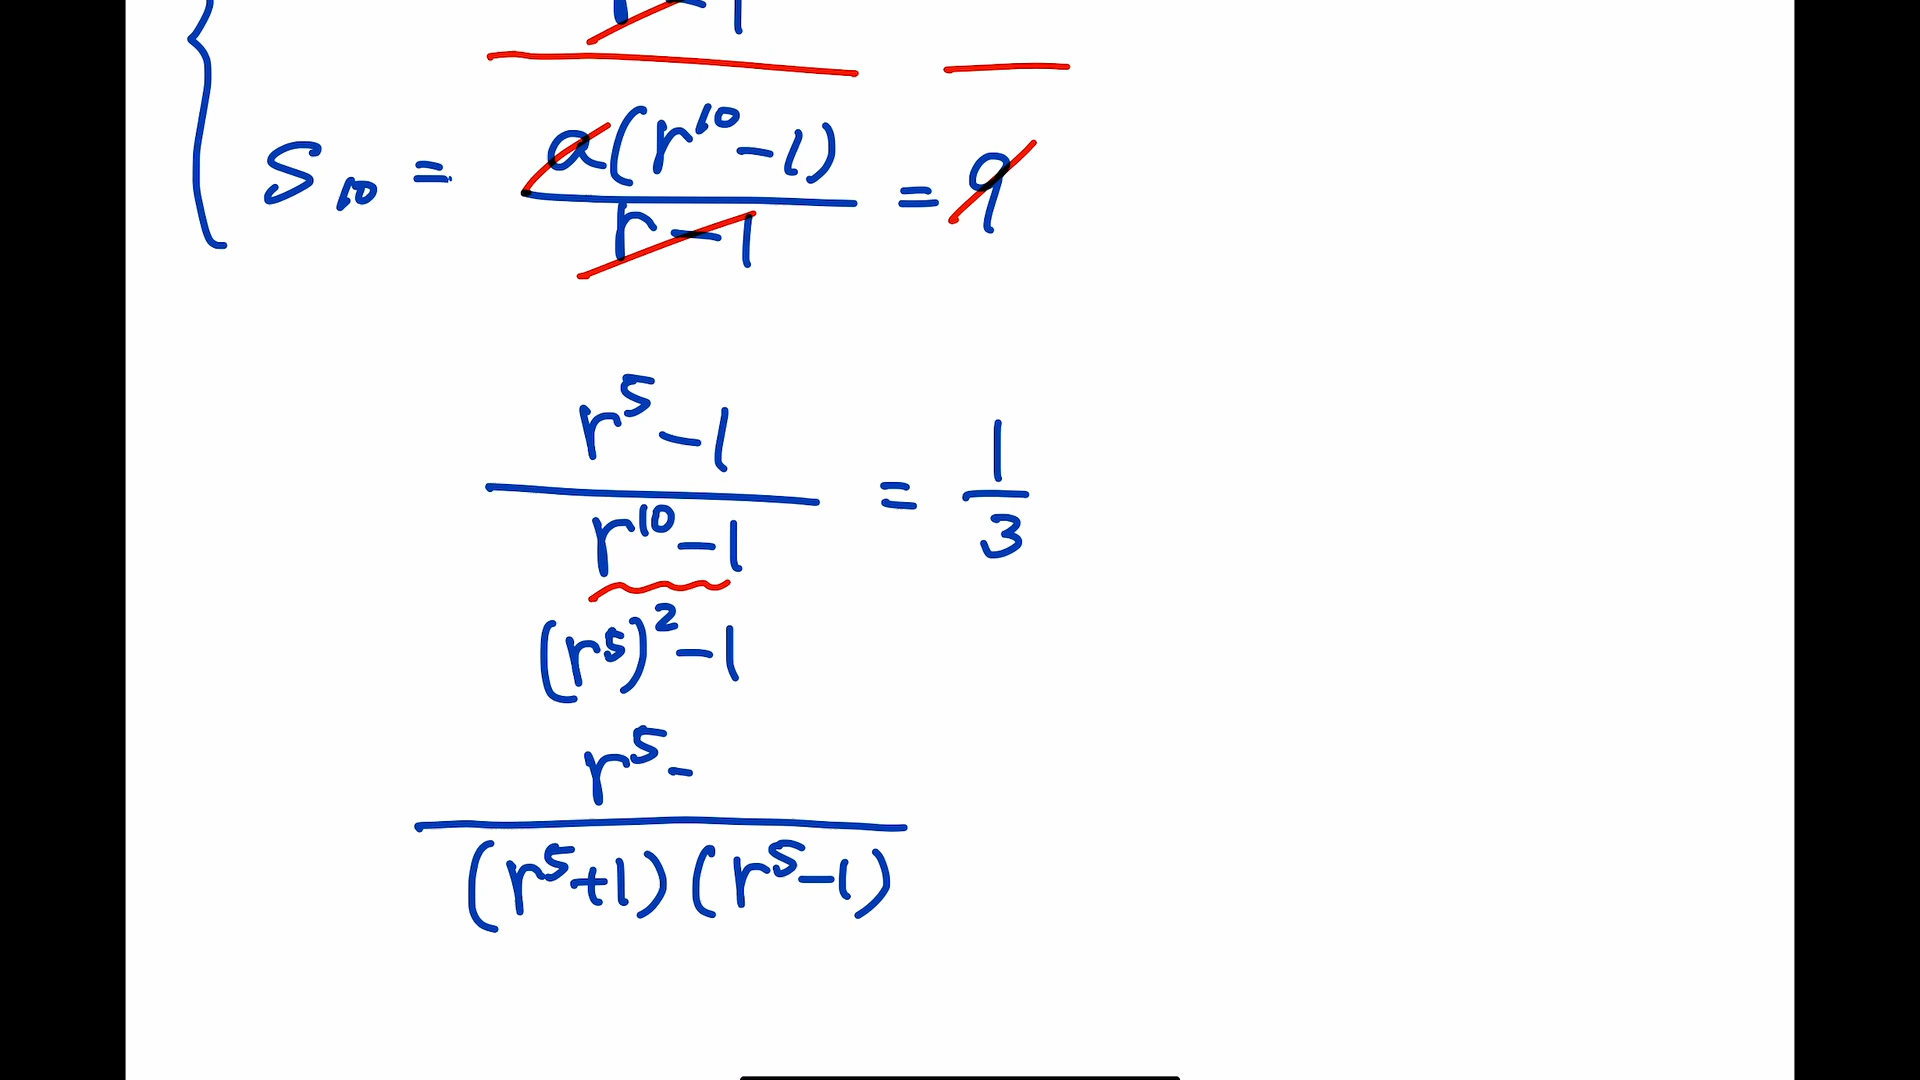 r - 1
S₁₀ = a(r¹⁰-1) / r-1 = 9
r⁵-1 / r¹⁰-1 = 1/3
(r⁵)²-1
r⁵-
(r⁵+1)(r⁵-1)